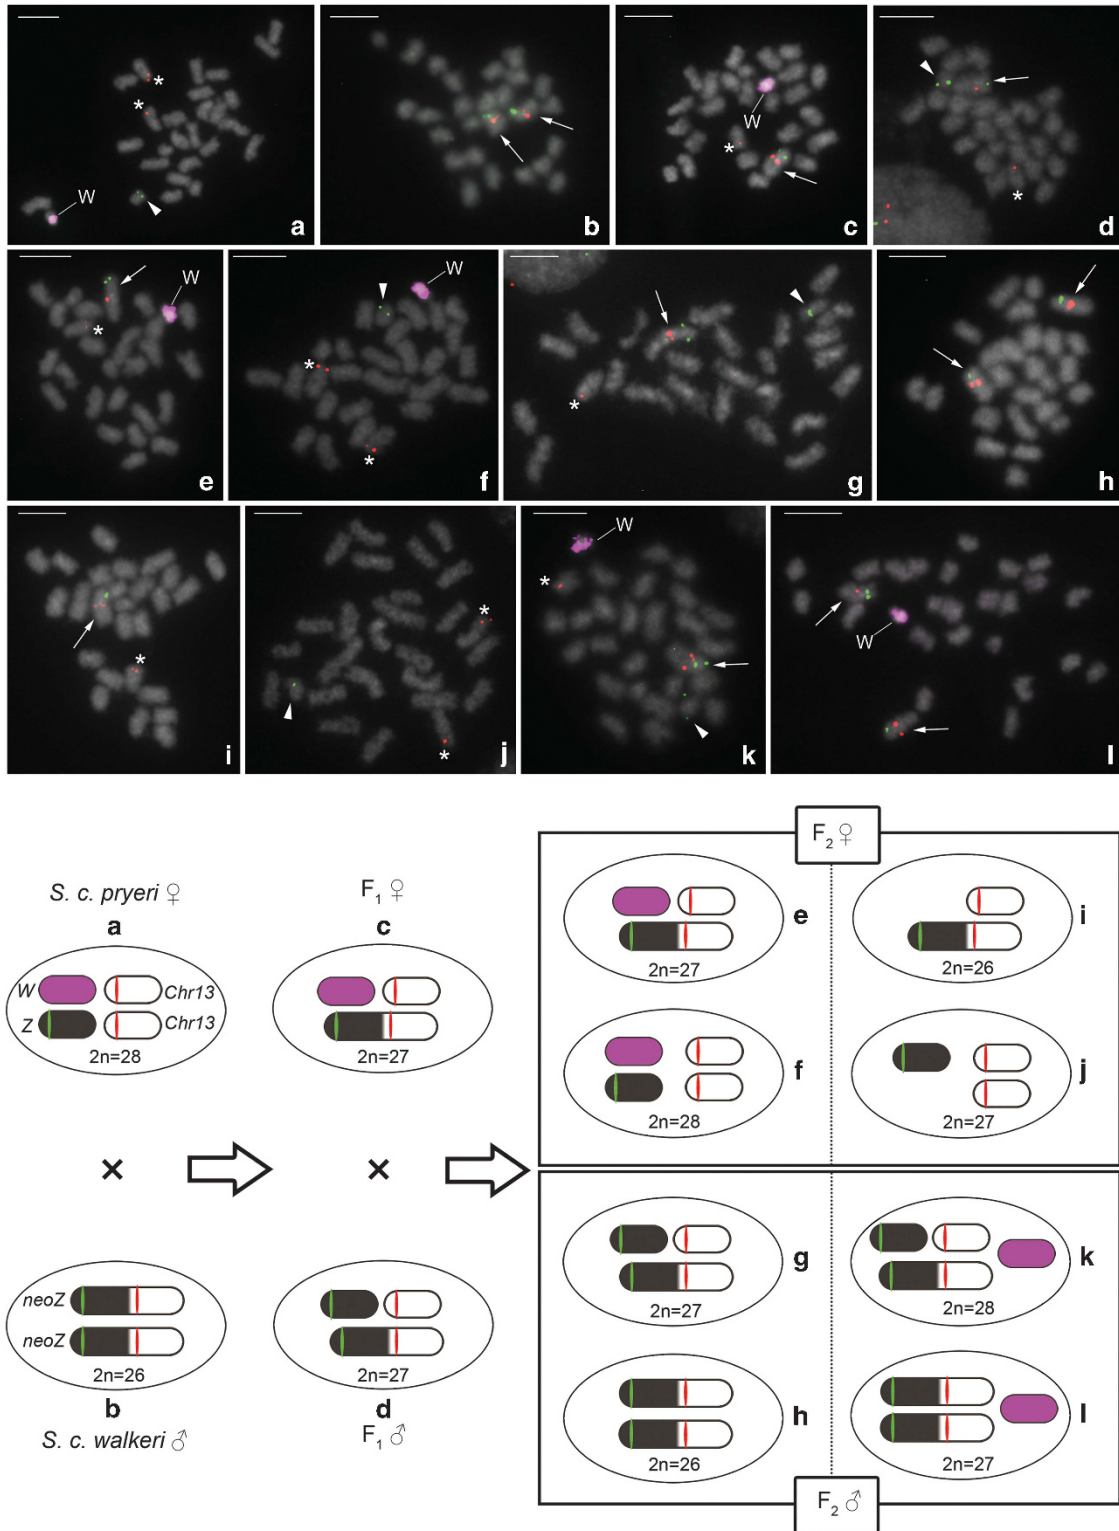 W
*
*
a
b
W
*
c
*
d
W
*
e
W
*
*
f
*
g
h
*
i
*
*
j
W
*
k
W
l
F2 ♀
S. c. pryeri ♀
a
F1 ♀
c
W
Chr13
Z
Chr13
2n=28
2n=27
e
2n=27
i
2n=26
f
2n=28
j
2n=27
×
×
neoZ
neoZ
2n=26
b
S. c. walkeri ♂
2n=27
d
F1 ♂
g
2n=27
k
2n=28
h
2n=26
l
2n=27
F2 ♂